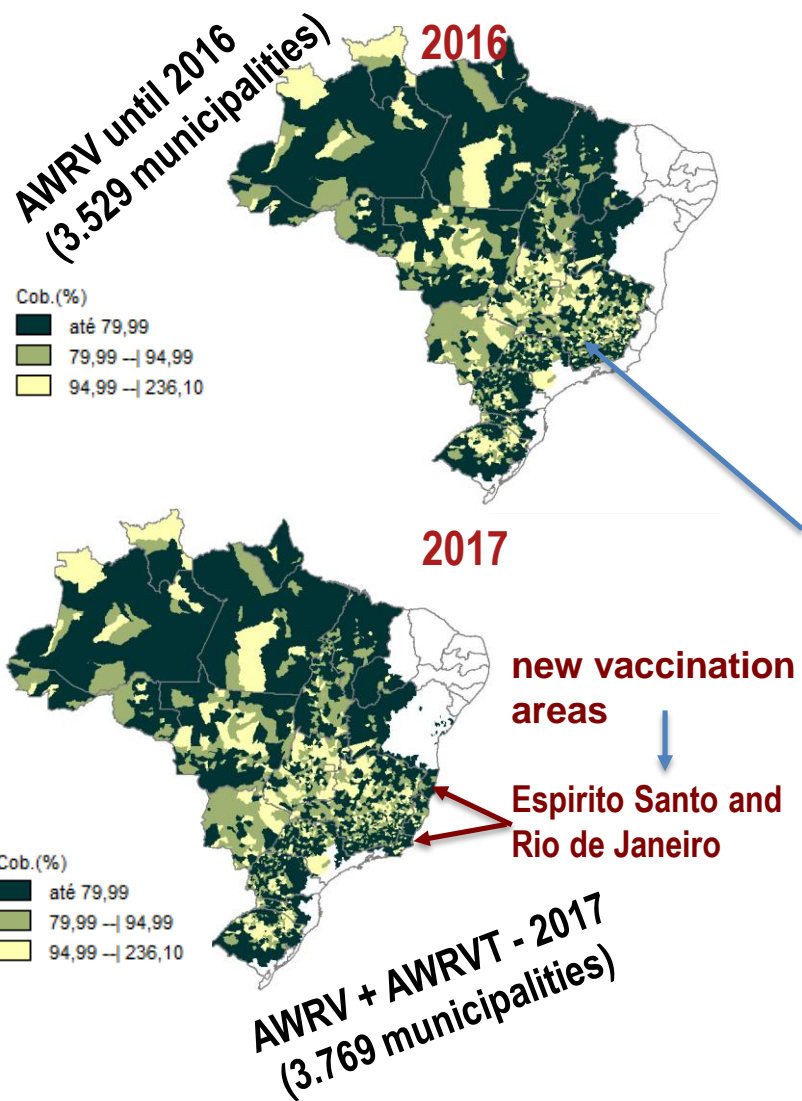 2016
AWRV until 2016
(3.529 municipalities)
Cob.(%)
até 79,99
79,99 --| 94,99
94,99 --| 236,10
2017
new vaccination
areas
Espirito Santo and
Rio de Janeiro
Cob.(%)
até 79,99
79,99 --| 94,99
94,99 --| 236,10
AWRV + AWRVT - 2017
(3.769 municipalities)